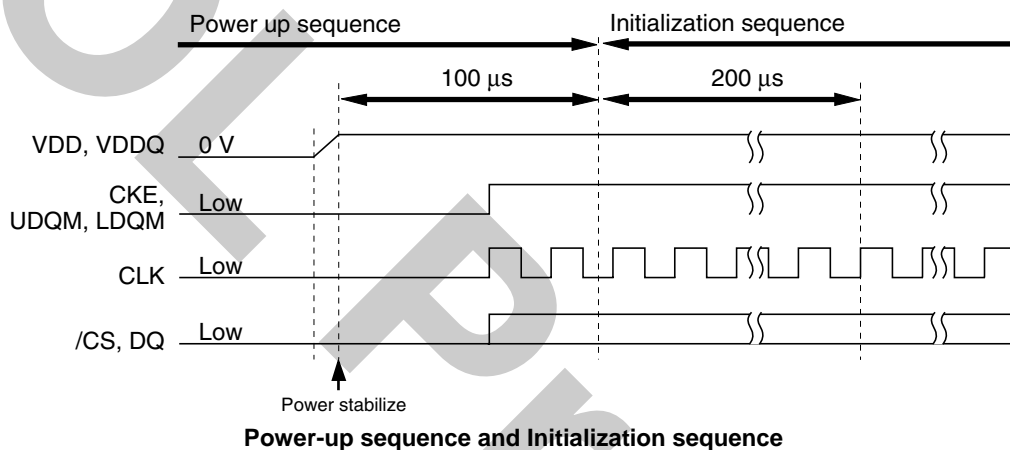 Power up sequence
Initialization sequence
100 μs
200 μs
VDD, VDDQ
0 V
CKE,
UDQM, LDQM
Low
CLK
Low
/CS, DQ
Low
Power stabilize
Power-up sequence and Initialization sequence